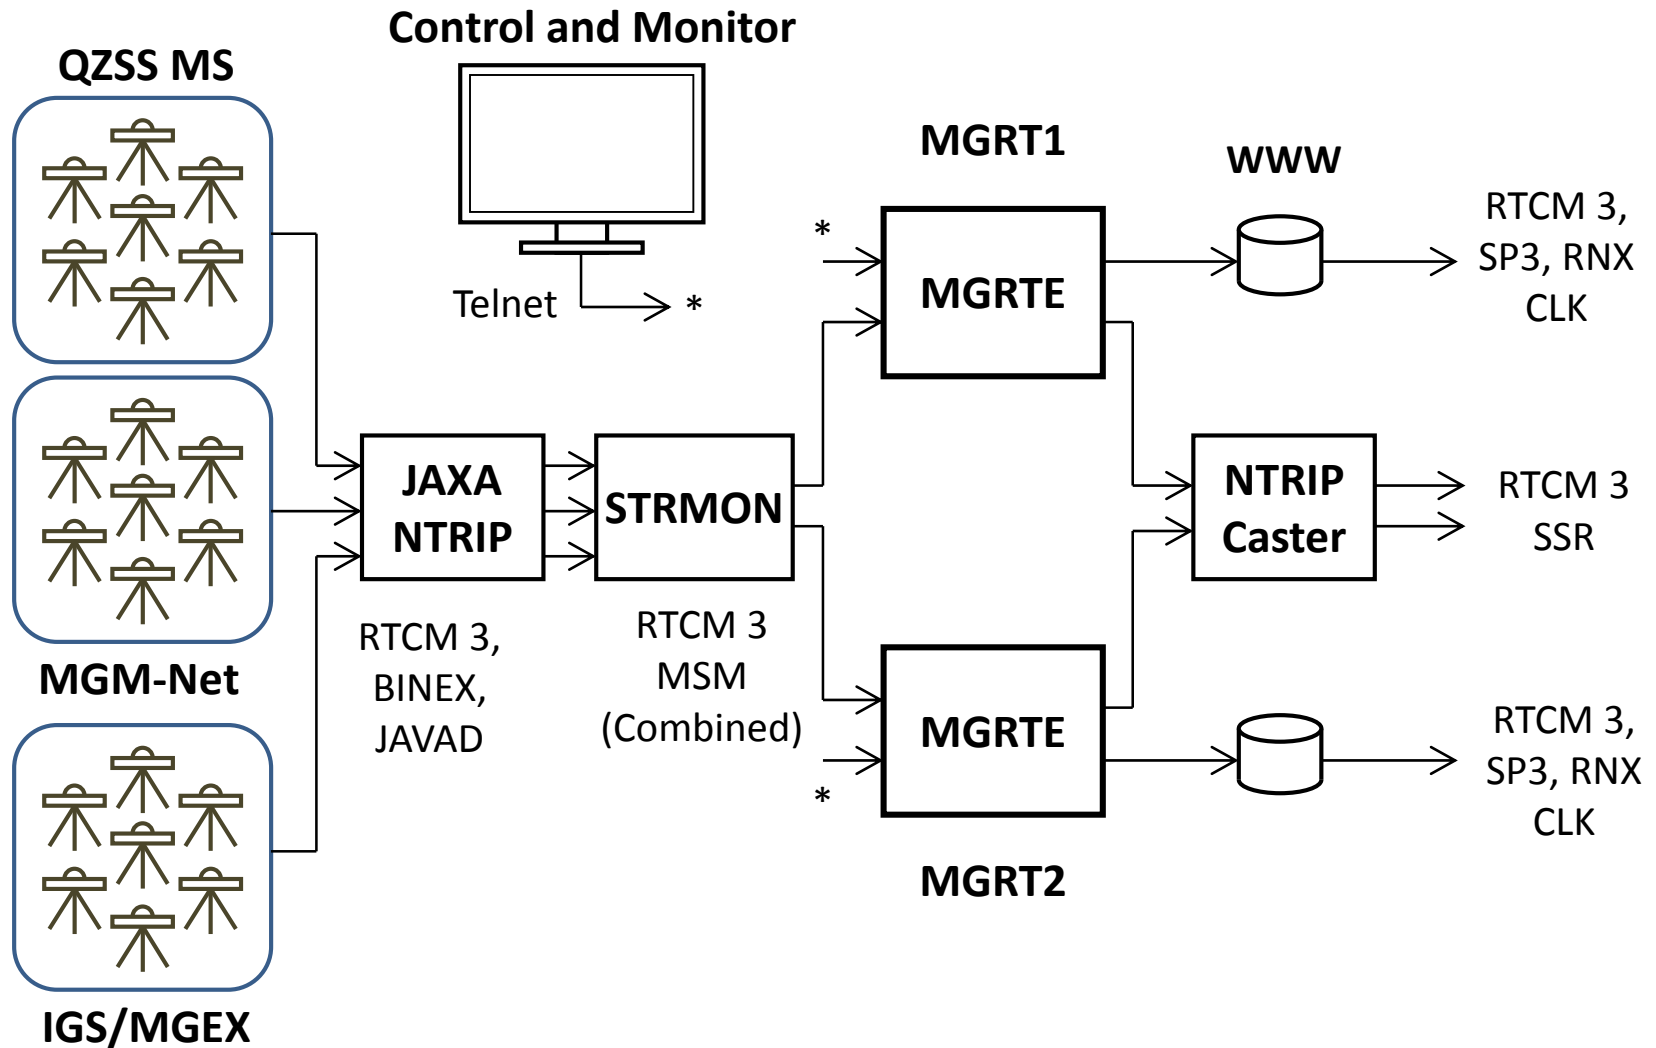 Control and Monitor
QZSS MS
MGRT1
WWW
RTCM 3,
SP3, RNX
CLK
*
MGRTE
Telnet
*
JAXA
NTRIP
STRMON
NTRIP
Caster
RTCM 3
SSR
RTCM 3,
BINEX,
JAVAD
RTCM 3
MSM
(Combined)
MGM-Net
MGRTE
*
RTCM 3,
SP3, RNX
CLK
MGRT2
IGS/MGEX